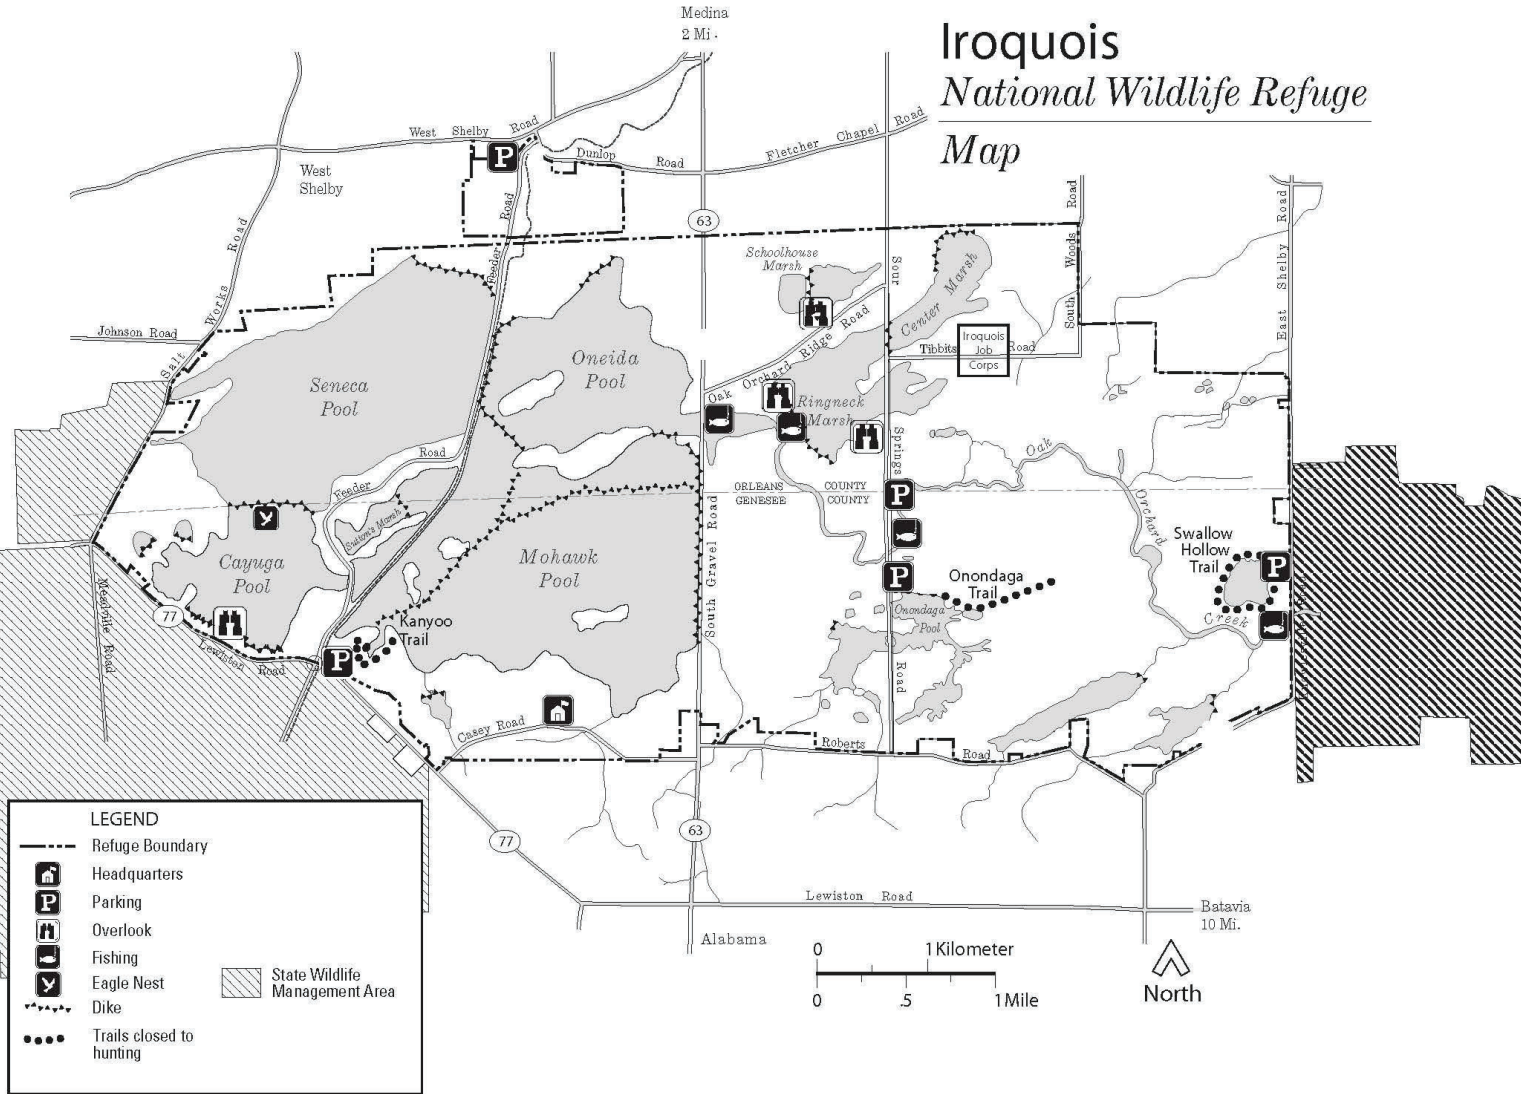 Iroquois
National Wildlife Refuge
Map
Medina
2 Mi.
West Shelby Road
West
Shelby
Dunlop Road
Fletcher Chapel Road
63
Feeder Road
Salt Works Road
Johnson Road
Schoolhouse
Marsh
Sour Springs Road
Center Marsh
South Woods Road
East Shelby Road
Tibbits Road
Iroquois
Job
Corps
Oak Orchard Ridge Road
Seneca
Pool
Oneida
Pool
Ringneck
Marsh
Feeder Road
Sutton's Marsh
ORLEANS COUNTY
GENESEE COUNTY
Oak Orchard Creek
Cayuga
Pool
Mohawk
Pool
South Gravel Road
Swallow
Hollow
Trail
Onondaga
Trail
Onondaga
Pool
Kanyoo
Trail
Meadville Road
77
Lewiston Road
Casey Road
Roberts Road
77
63
Lewiston Road
Alabama
Batavia
10 Mi.
P
P
P
P
P
LEGEND
Refuge Boundary
Headquarters
P Parking
Overlook
Fishing
Eagle Nest
Dike
Trails closed to
hunting
State Wildlife
Management Area
0 1 Kilometer
0 .5 1 Mile
North